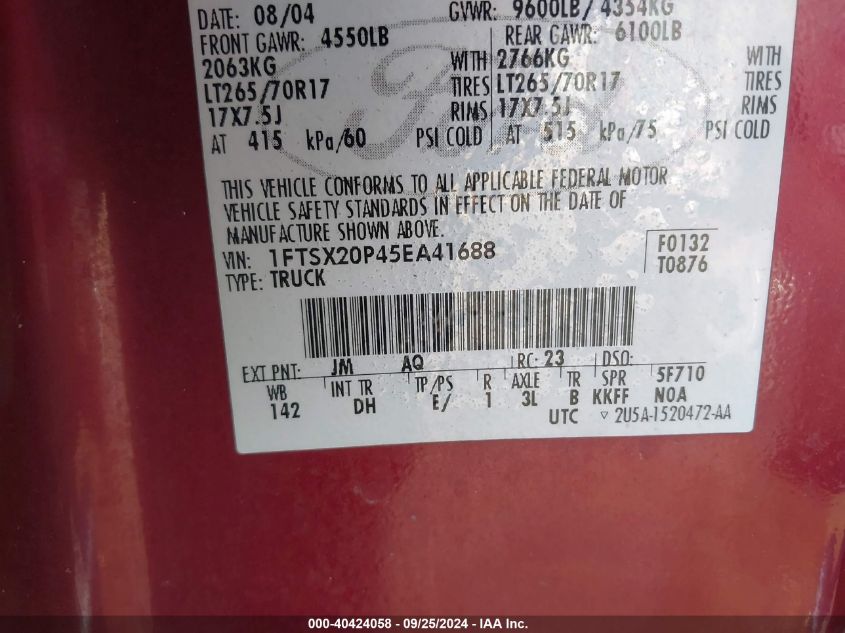 DATE: 08/04 GVWR: 9600LB/ 4354KG
FRONT GAWR: 4550LB REAR GAWR: 6100LB
2063KG WITH 2766KG WITH
LT265/70R17 TIRES LT265/70R17 TIRES
17X7.5J RIMS 17X7.5J RIMS
AT 415 kPa/60 PSI COLD AT 515 kPa/75 PSI COLD
THIS VEHICLE CONFORMS TO ALL APPLICABLE FEDERAL MOTOR
VEHICLE SAFETY STANDARDS IN EFFECT ON THE DATE OF
MANUFACTURE SHOWN ABOVE.
VIN: 1FTSX20P45EA41688 F0132
TYPE: TRUCK T0876
EXT PNT: JM AQ RC: 23 DSO:
WB INT TR TP/PS R AXLE TR SPR 5F710
142 DH E/ 1 3L B KKFF NOA
UTC ▽ 2U5A-1520472-AA
Ford
000-40424058 - 09/25/2024 - IAA Inc.